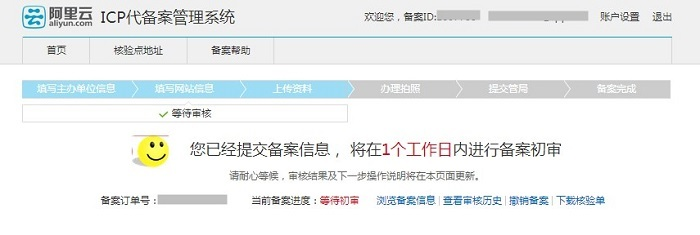 阿里云
aliyun.com
ICP代备案管理系统
欢迎您，备案ID:
账户设置
退出
首页
核验点地址
备案帮助
填写主办单位信息
填写网站信息
上传资料
办理拍照
提交管局
备案完成
等待审核
您已经提交备案信息， 将在1个工作日内进行备案初审
请耐心等候，审核结果及下一步操作说明将在本页面更新。
备案订单号： 当前备案进度：等待初审 浏览备案信息 | 查看审核历史 | 撤销备案 | 下载核验单